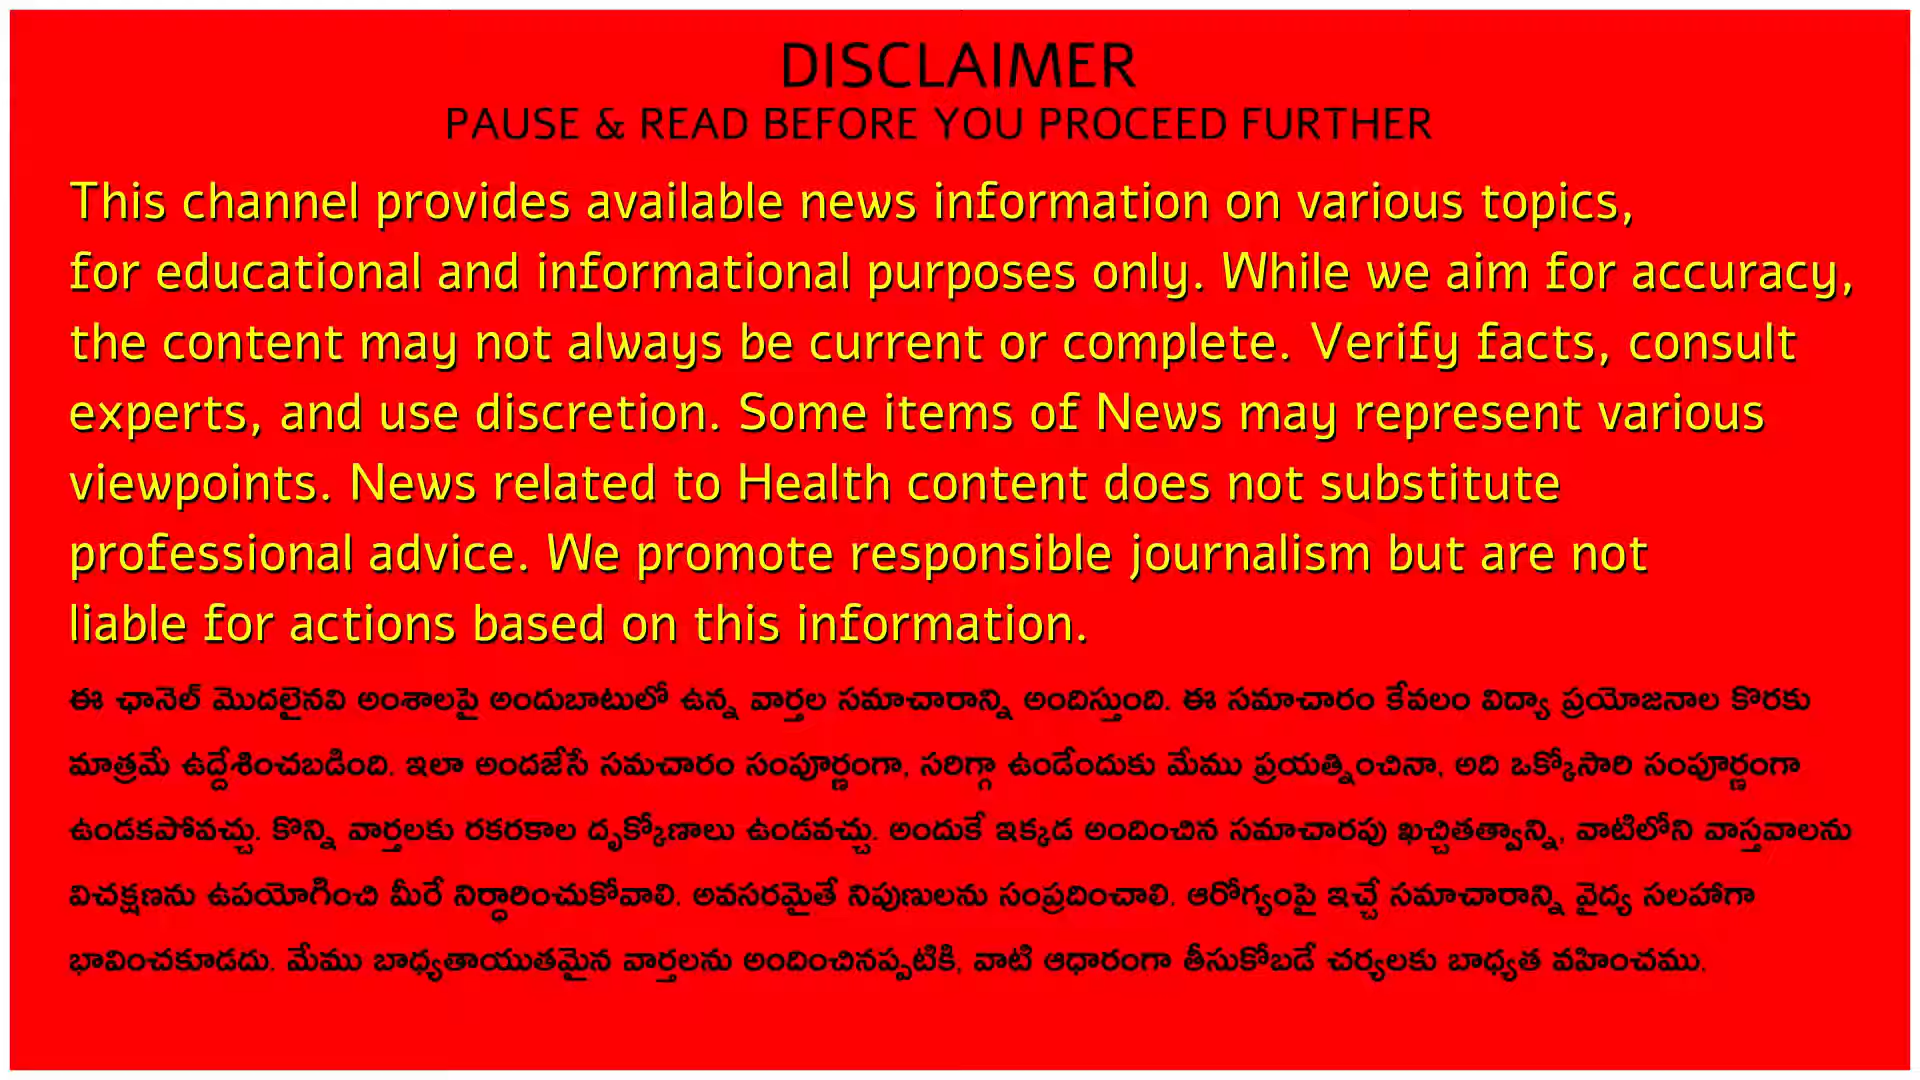 DISCLAIMER
PAUSE & READ BEFORE YOU PROCEED FURTHER
This channel provides available news information on various topics,
for educational and informational purposes only. While we aim for accuracy,
the content may not always be current or complete. Verify facts, consult
experts, and use discretion. Some items of News may represent various
viewpoints. News related to Health content does not substitute
professional advice. We promote responsible journalism but are not
liable for actions based on this information.
ఈ ఛానెల్ మొదలైనవి అంశాలపై అందుబాటులో ఉన్న వార్తల సమాచారాన్ని అందిస్తుంది. ఈ సమాచారం కేవలం విద్యా ప్రయోజనాల కొరకు
మాత్రమే ఉద్దేశించబడింది. ఇలా అందజేసే సమచారం సంపూర్ణంగా, సరిగ్గా ఉండేందుకు మేము ప్రయత్నించినా, అది ఒక్కోసారి సంపూర్ణంగా
ఉండకపోవచ్చు. కొన్ని వార్తలకు రకరకాల దృక్కోణాలు ఉండవచ్చు. అందుకే ఇక్కడ అందించిన సమాచారపు ఖచ్చితత్వాన్ని, వాటిలోని వాస్తవాలను
విచక్షణను ఉపయోగించి మీరే నిర్ధారించుకోవాలి. అవసరమైతే నిపుణులను సంప్రదించాలి. ఆరోగ్యంపై ఇచ్చే సమాచారాన్ని వైద్య సలహాగా
భావించకూడదు. మేము బాధ్యతాయుతమైన వార్తలను అందించినప్పటికి, వాటి ఆధారంగా తీసుకోబడే చర్యలకు బాధ్యత వహించము.